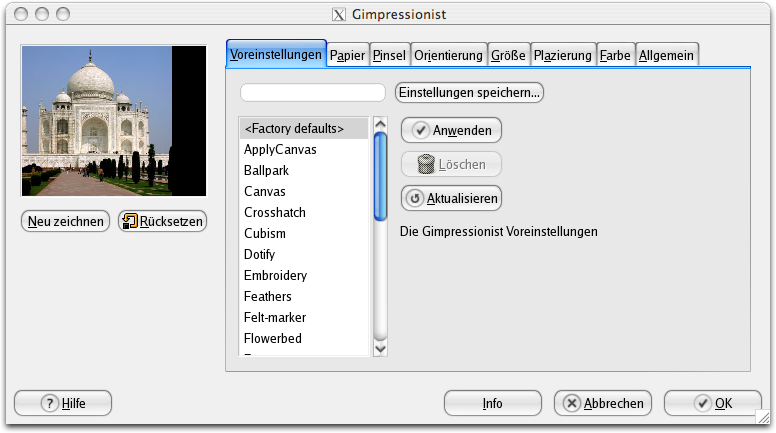 Gimpressionist
Voreinstellungen Papier Pinsel Orientierung Größe Plazierung Farbe Allgemein
Einstellungen speichern...
<Factory defaults>
ApplyCanvas
Ballpark
Canvas
Crosshatch
Cubism
Dotify
Embroidery
Feathers
Felt-marker
Flowerbed
Anwenden
Löschen
Aktualisieren
Die Gimpressionist Voreinstellungen
Neu zeichnen Rücksetzen
Hilfe Info Abbrechen OK